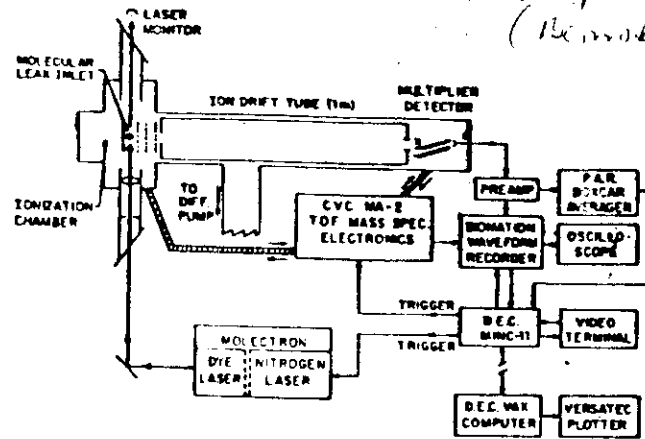 LASER
MONITOR
MOLECULAR
LEAK INLET
ION DRIFT TUBE (1m)
MULTIPLIER
DETECTOR
IONIZATION
CHAMBER
TO
DIFF.
PUMP
CVC MA-2
TOF MASS SPEC.
ELECTRONICS
PREAMP
P.A.R.
BOXCAR
AVERAGER
BIOMATION
WAVEFORM
RECORDER
OSCILLO-
SCOPE
TRIGGER
TRIGGER
D.E.C.
MINC-11
VIDEO
TERMINAL
MOLECTRON
DYE
LASER
NITROGEN
LASER
D.E.C. VAX
COMPUTER
VERSATEC
PLOTTER